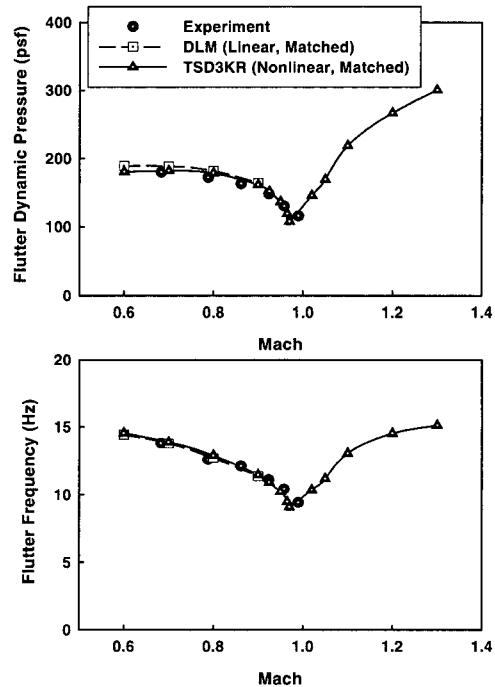 Flutter Dynamic Pressure (psf)
400
300
200
100
0
Experiment
DLM (Linear, Matched)
TSD3KR (Nonlinear, Matched)
0.6 0.8 1.0 1.2 1.4
Mach
Flutter Frequency (Hz)
20
15
10
5
0
0.6 0.8 1.0 1.2 1.4
Mach